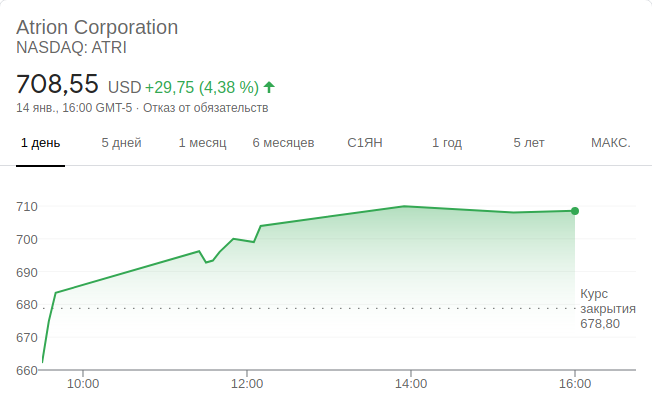 Atrion Corporation
NASDAQ: ATRI
708,55 USD +29,75 (4,38 %)
14 янв., 16:00 GMT-5 · Отказ от обязательств
1 день 5 дней 1 месяц 6 месяцев С1ЯН 1 год 5 лет МАКС.
710
700
690
680
670
660
Курс
закрытия
678,80
10:00 12:00 14:00 16:00